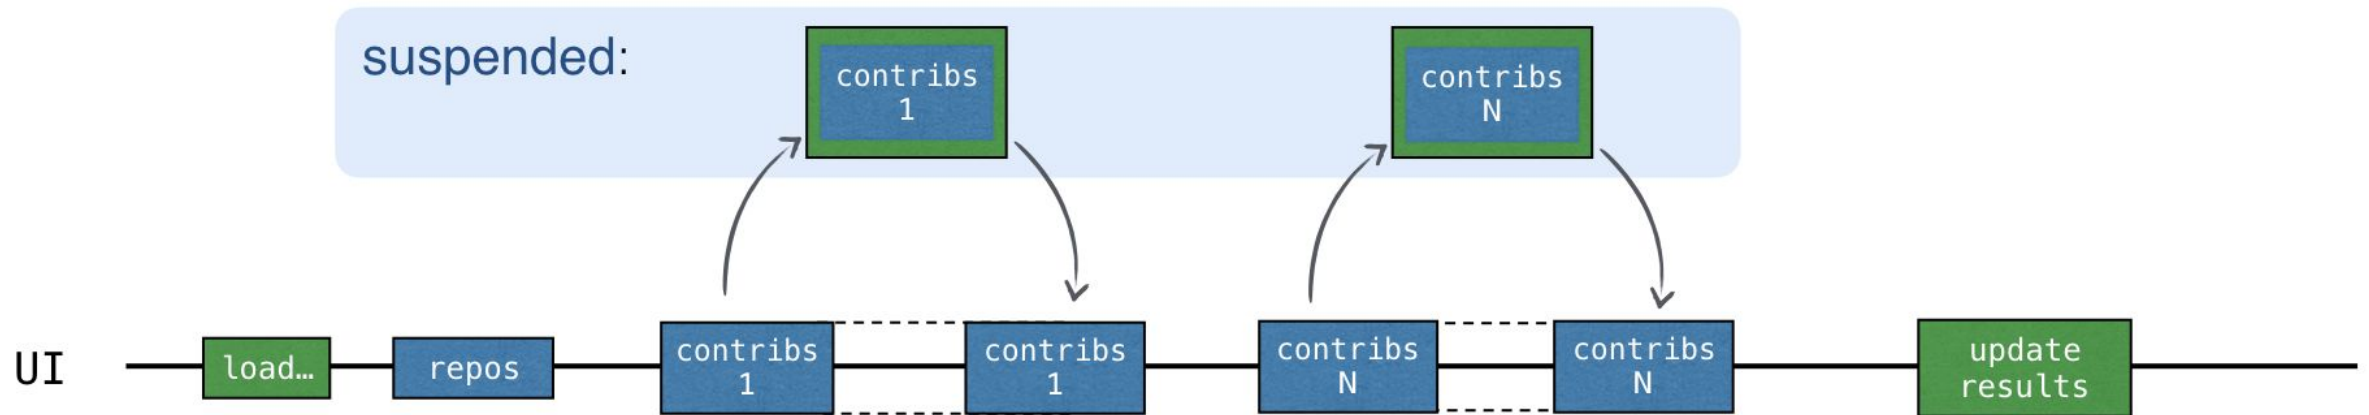 suspended:
contribs
1
contribs
N
UI
load…
repos
contribs
1
contribs
1
contribs
N
contribs
N
update
results